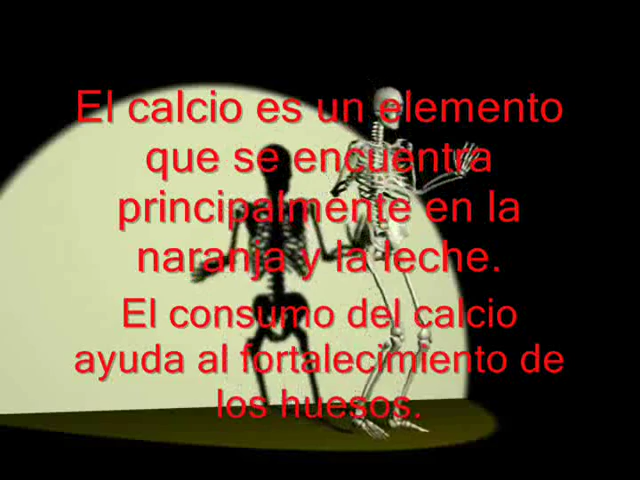 El calcio es un elemento
que se encuentra
principalmente en la
naranja y la leche.
El consumo del calcio
ayuda al fortalecimiento de
los huesos.